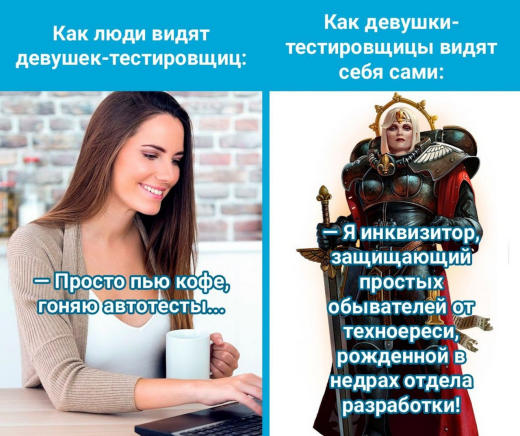 Как люди видят
девушек-тестировщиц:
Как девушки-
тестировщицы видят
себя сами:
— Просто пью кофе,
гоняю автотесты...
— Я инквизитор,
защищающий
простых
обывателей от
техноереси,
рожденной в
недрах отдела
разработки!